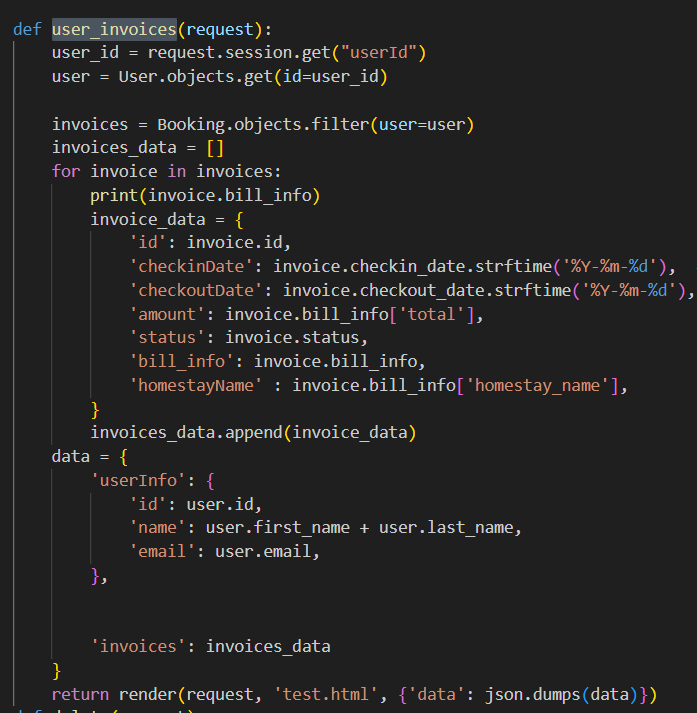 def user_invoices(request):
    user_id = request.session.get("userId")
    user = User.objects.get(id=user_id)
    invoices = Booking.objects.filter(user=user)
    invoices_data = []
    for invoice in invoices:
        print(invoice.bill_info)
        invoice_data = {
            'id': invoice.id,
            'checkinDate': invoice.checkin_date.strftime('%Y-%m-%d'),
            'checkoutDate': invoice.checkout_date.strftime('%Y-%m-%d'),
            'amount': invoice.bill_info['total'],
            'status': invoice.status,
            'bill_info': invoice.bill_info,
            'homestayName' : invoice.bill_info['homestay_name'],
        }
        invoices_data.append(invoice_data)
    data = {
        'userInfo': {
            'id': user.id,
            'name': user.first_name + user.last_name,
            'email': user.email,
        },
        'invoices': invoices_data
    }
    return render(request, 'test.html', {'data': json.dumps(data)})